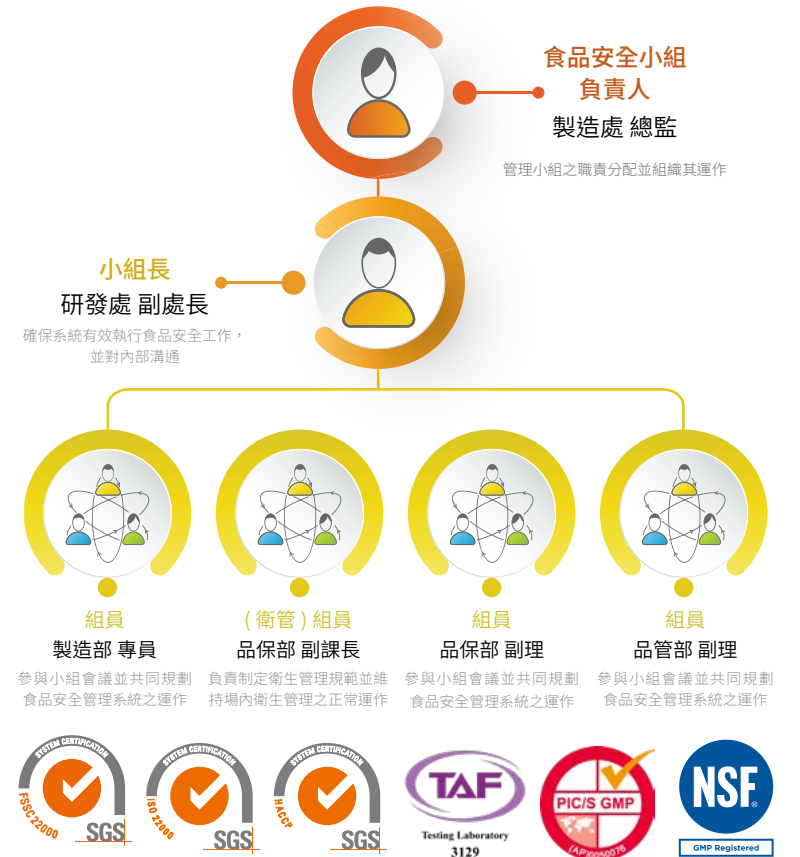 食品安全小組
負責人
製造處 總監
管理小組之職責分配並組織其運作
小組長
研發處 副處長
確保系統有效執行食品安全工作，
並對內部溝通
組員
製造部 專員
參與小組會議並共同規劃
食品安全管理系統之運作
( 衛管 ) 組員
品保部 副課長
負責制定衛生管理規範並維
持場內衛生管理之正常運作
組員
品保部 副理
參與小組會議並共同規劃
食品安全管理系統之運作
組員
品管部 副理
參與小組會議並共同規劃
食品安全管理系統之運作
SYSTEM CERTIFICATION
FSSC 22000
SGS
SYSTEM CERTIFICATION
ISO 22000
SGS
SYSTEM CERTIFICATION
HACCP
SGS
TAF
Testing Laboratory
3129
PIC/S GMP
(AP)0050076
NSF®
GMP Registered